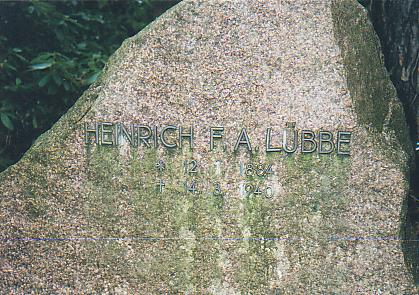 HEINRICH F. A. LÜBBE
* 12. 1. 1884
† 14. 3. 1940